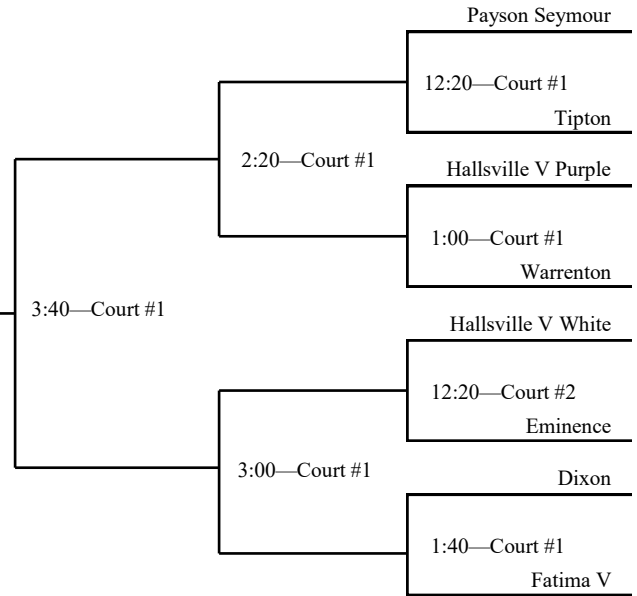 Payson Seymour
12:20—Court #1
Tipton
2:20—Court #1
Hallsville V Purple
1:00—Court #1
Warrenton
3:40—Court #1
Hallsville V White
12:20—Court #2
Eminence
3:00—Court #1
Dixon
1:40—Court #1
Fatima V